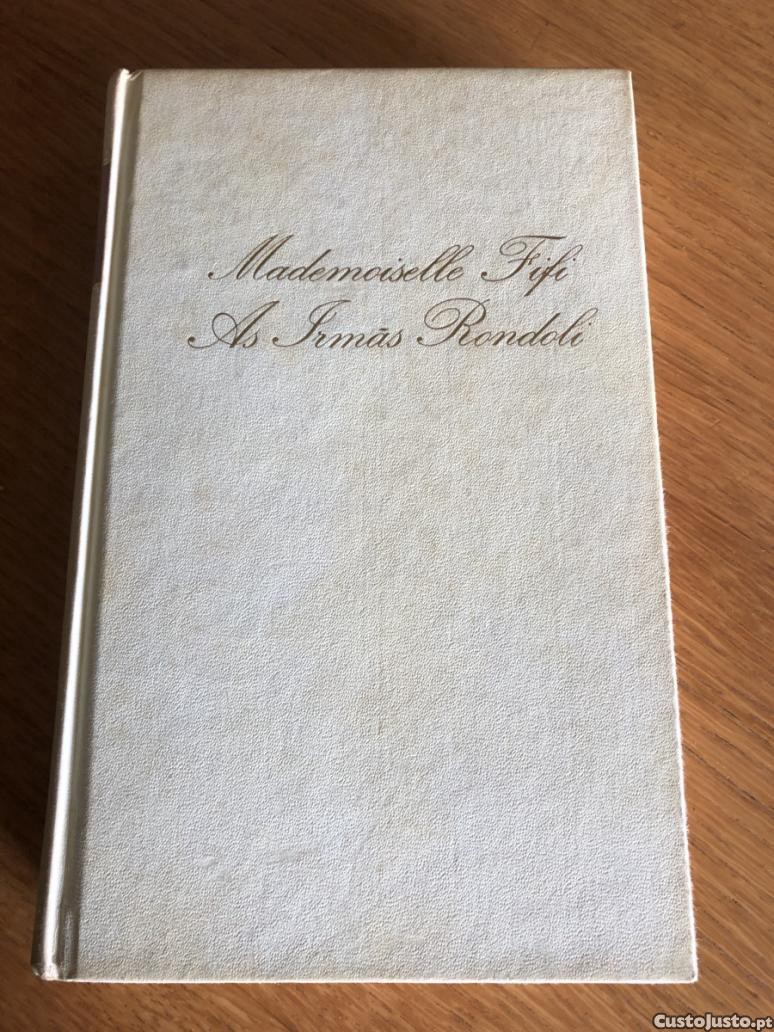 Mademoiselle Fifi
As Irmãs Rondoli
CustoJusto.pt